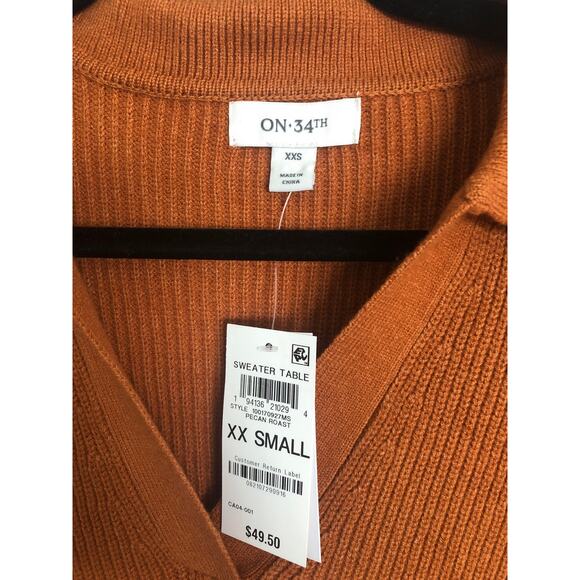 ON·34TH
XXS
MADE IN
CHINA
SWEATER TABLE
1 94136 21029 4
STYLE 100170927MS
PECAN ROAST
XX SMALL
Customer Return Label
082107290916
CA04-001
$49.50